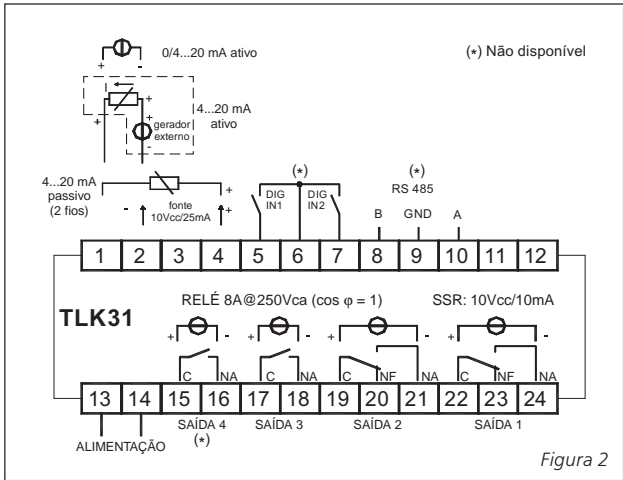 0/4...20 mA ativo
(*) Não disponível
+ -
+
4...20 mA
ativo
+
+
gerador
externo
-
4...20 mA
passivo
(2 fios)
+
-
fonte
10Vcc/25mA
+
(*)
DIG
IN1
DIG
IN2
(*)
RS 485
B GND A
1 2 3 4 5 6 7 8 9 10 11 12
TLK31
RELÉ 8A@250Vca (cos φ = 1)
SSR: 10Vcc/10mA
+ - + - + - + -
C NA C NA C NF NA C NF NA
13 14 15 16 17 18 19 20 21 22 23 24
ALIMENTAÇÃO
SAÍDA 4
(*)
SAÍDA 3
SAÍDA 2
SAÍDA 1
Figura 2